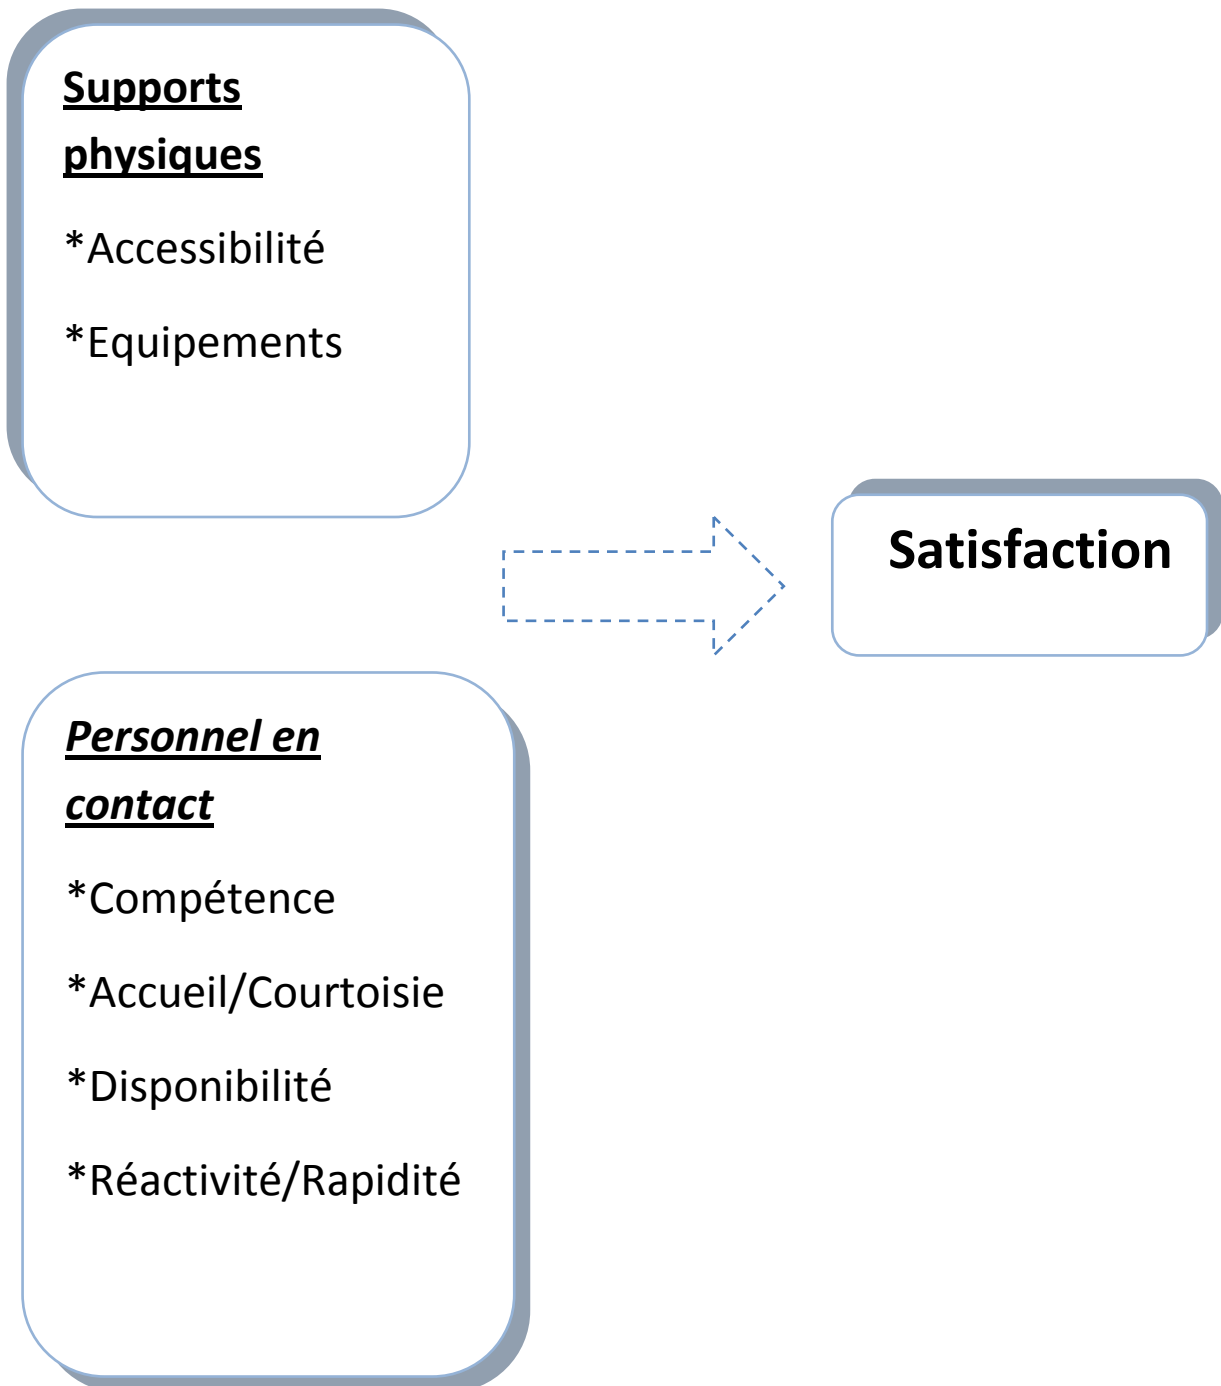 Supports
physiques
*Accessibilité
*Equipements
Satisfaction
Personnel en
contact
*Compétence
*Accueil/Courtoisie
*Disponibilité
*Réactivité/Rapidité